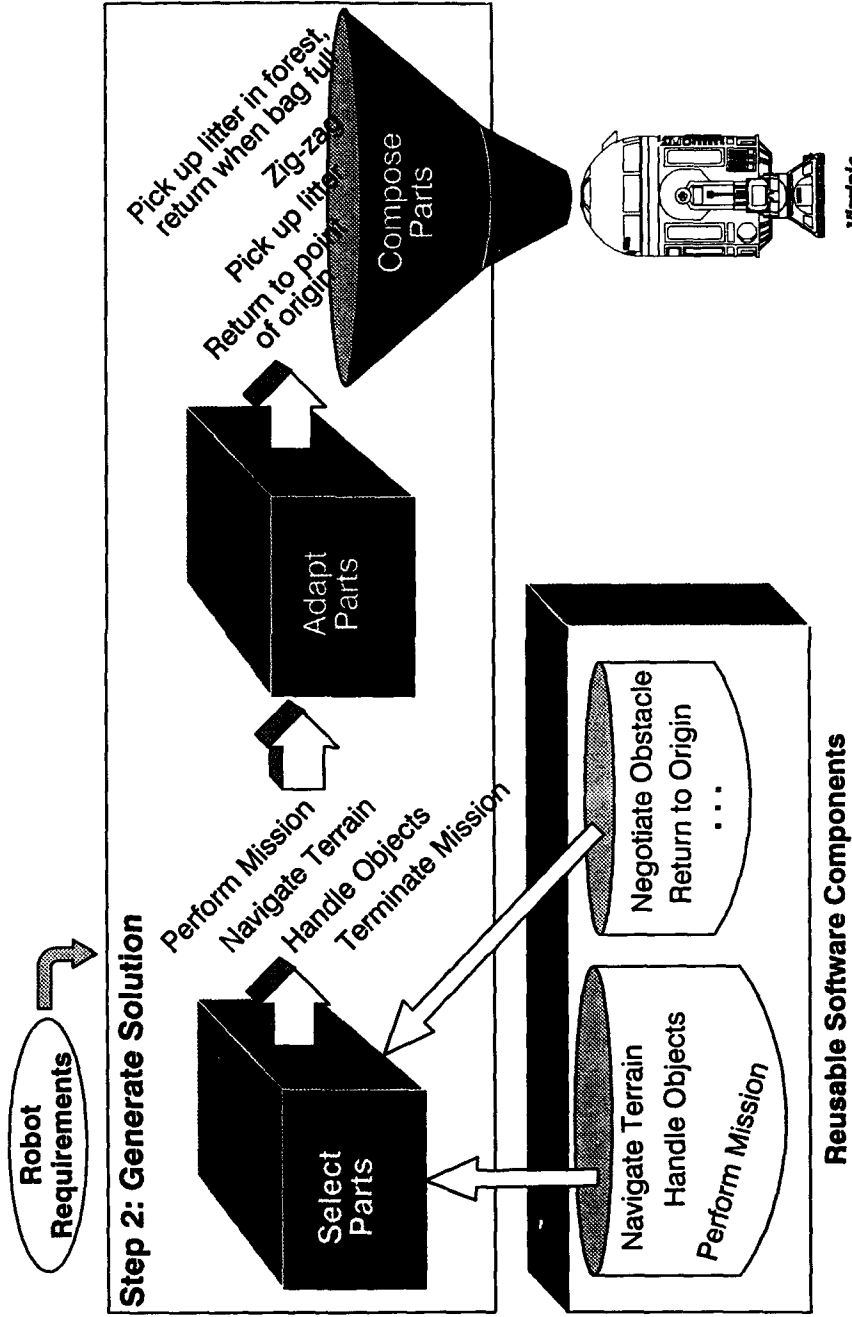 Robot
Requirements
Step 2: Generate Solution
Select
Parts
Perform Mission
Navigate Terrain
Handle Objects
Terminate Mission
Adapt
Parts
Pick up litter in forest,
return when bag full
Zig-zag
Pick up litter
Return to point
of origin
Compose
Parts
Navigate Terrain
Handle Objects
Perform Mission
Negotiate Obstacle
Return to Origin
. . .
Reusable Software Components